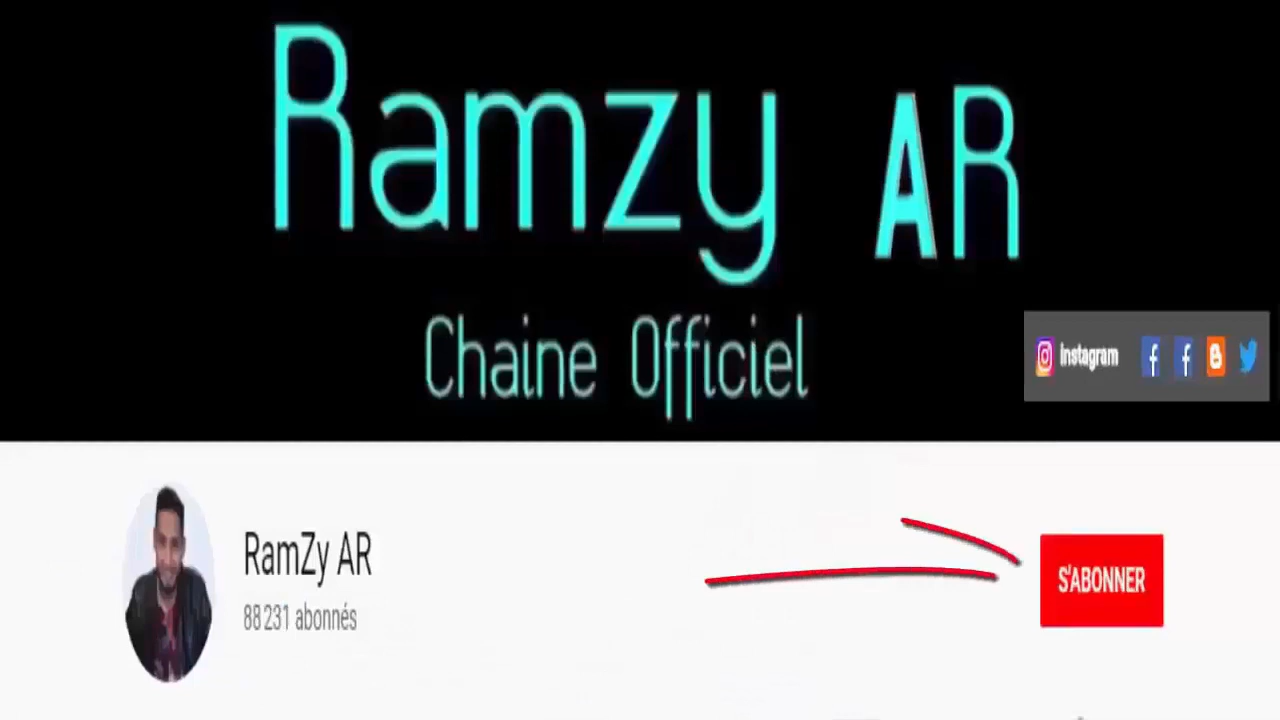 Ramzy AR
Chaine Officiel
instagram
RamZy AR
88 231 abonnés
S'ABONNER